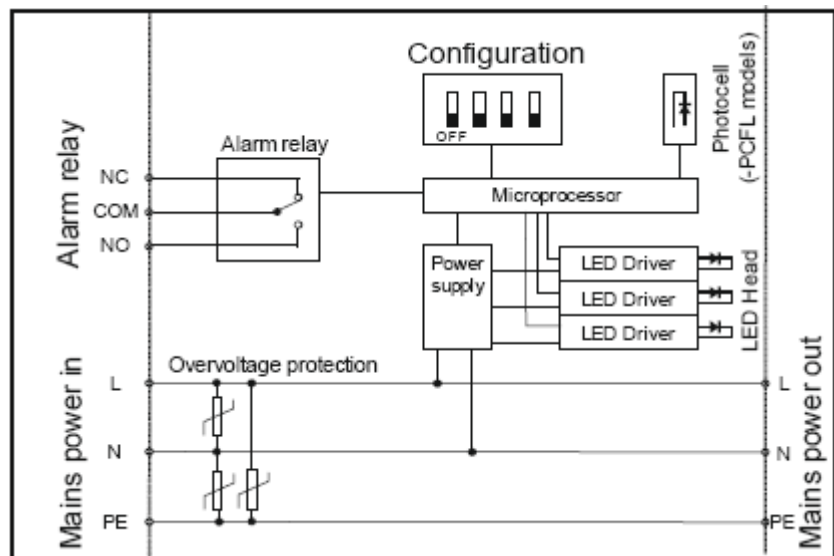 Configuration
OFF
Photocell
(-PCFL models)
Alarm relay
Alarm relay
NC
COM
NO
Microprocessor
Power
supply
LED Driver
LED Driver
LED Driver
LED Head
Overvoltage protection
Mains power in
L
N
PE
L
N
PE
Mains power out